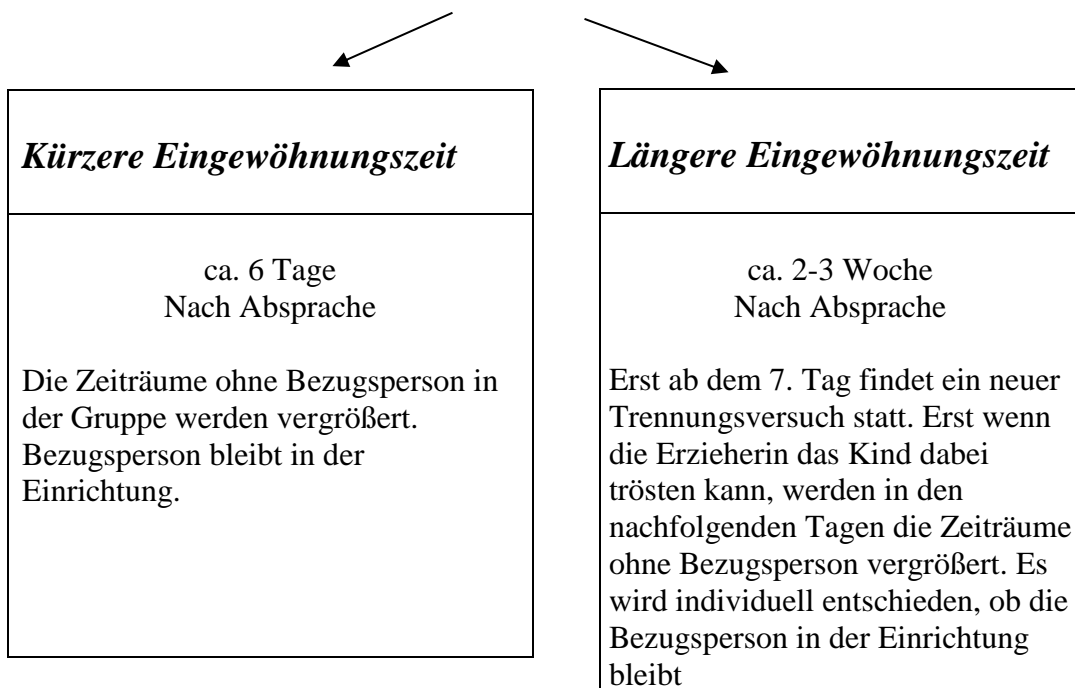 Kürzere Eingewöhnungszeit
ca. 6 Tage
Nach Absprache
Die Zeiträume ohne Bezugsperson in
der Gruppe werden vergrößert.
Bezugsperson bleibt in der
Einrichtung.
Längere Eingewöhnungszeit
ca. 2-3 Woche
Nach Absprache
Erst ab dem 7. Tag findet ein neuer
Trennungsversuch statt. Erst wenn
die Erzieherin das Kind dabei
trösten kann, werden in den
nachfolgenden Tagen die Zeiträume
ohne Bezugsperson vergrößert. Es
wird individuell entschieden, ob die
Bezugsperson in der Einrichtung
bleibt